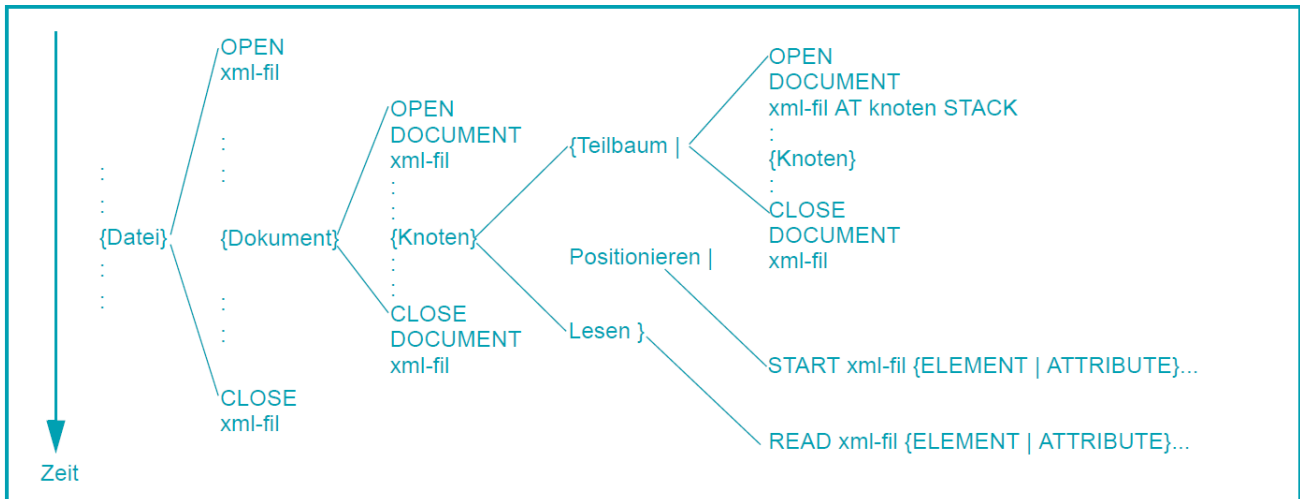 OPEN
xml-fil
:
:
:
:
{Datei}
:
:
CLOSE
xml-fil
OPEN
DOCUMENT
xml-fil
:
:
:
{Dokument}
{Knoten}
:
:
:
:
:
CLOSE
DOCUMENT
xml-fil
{Teilbaum |
Positionieren |
Lesen }
OPEN
DOCUMENT
xml-fil AT knoten STACK
:
{Knoten}
:
CLOSE
DOCUMENT
xml-fil
START xml-fil {ELEMENT | ATTRIBUTE}...
READ xml-fil {ELEMENT | ATTRIBUTE}...
Zeit